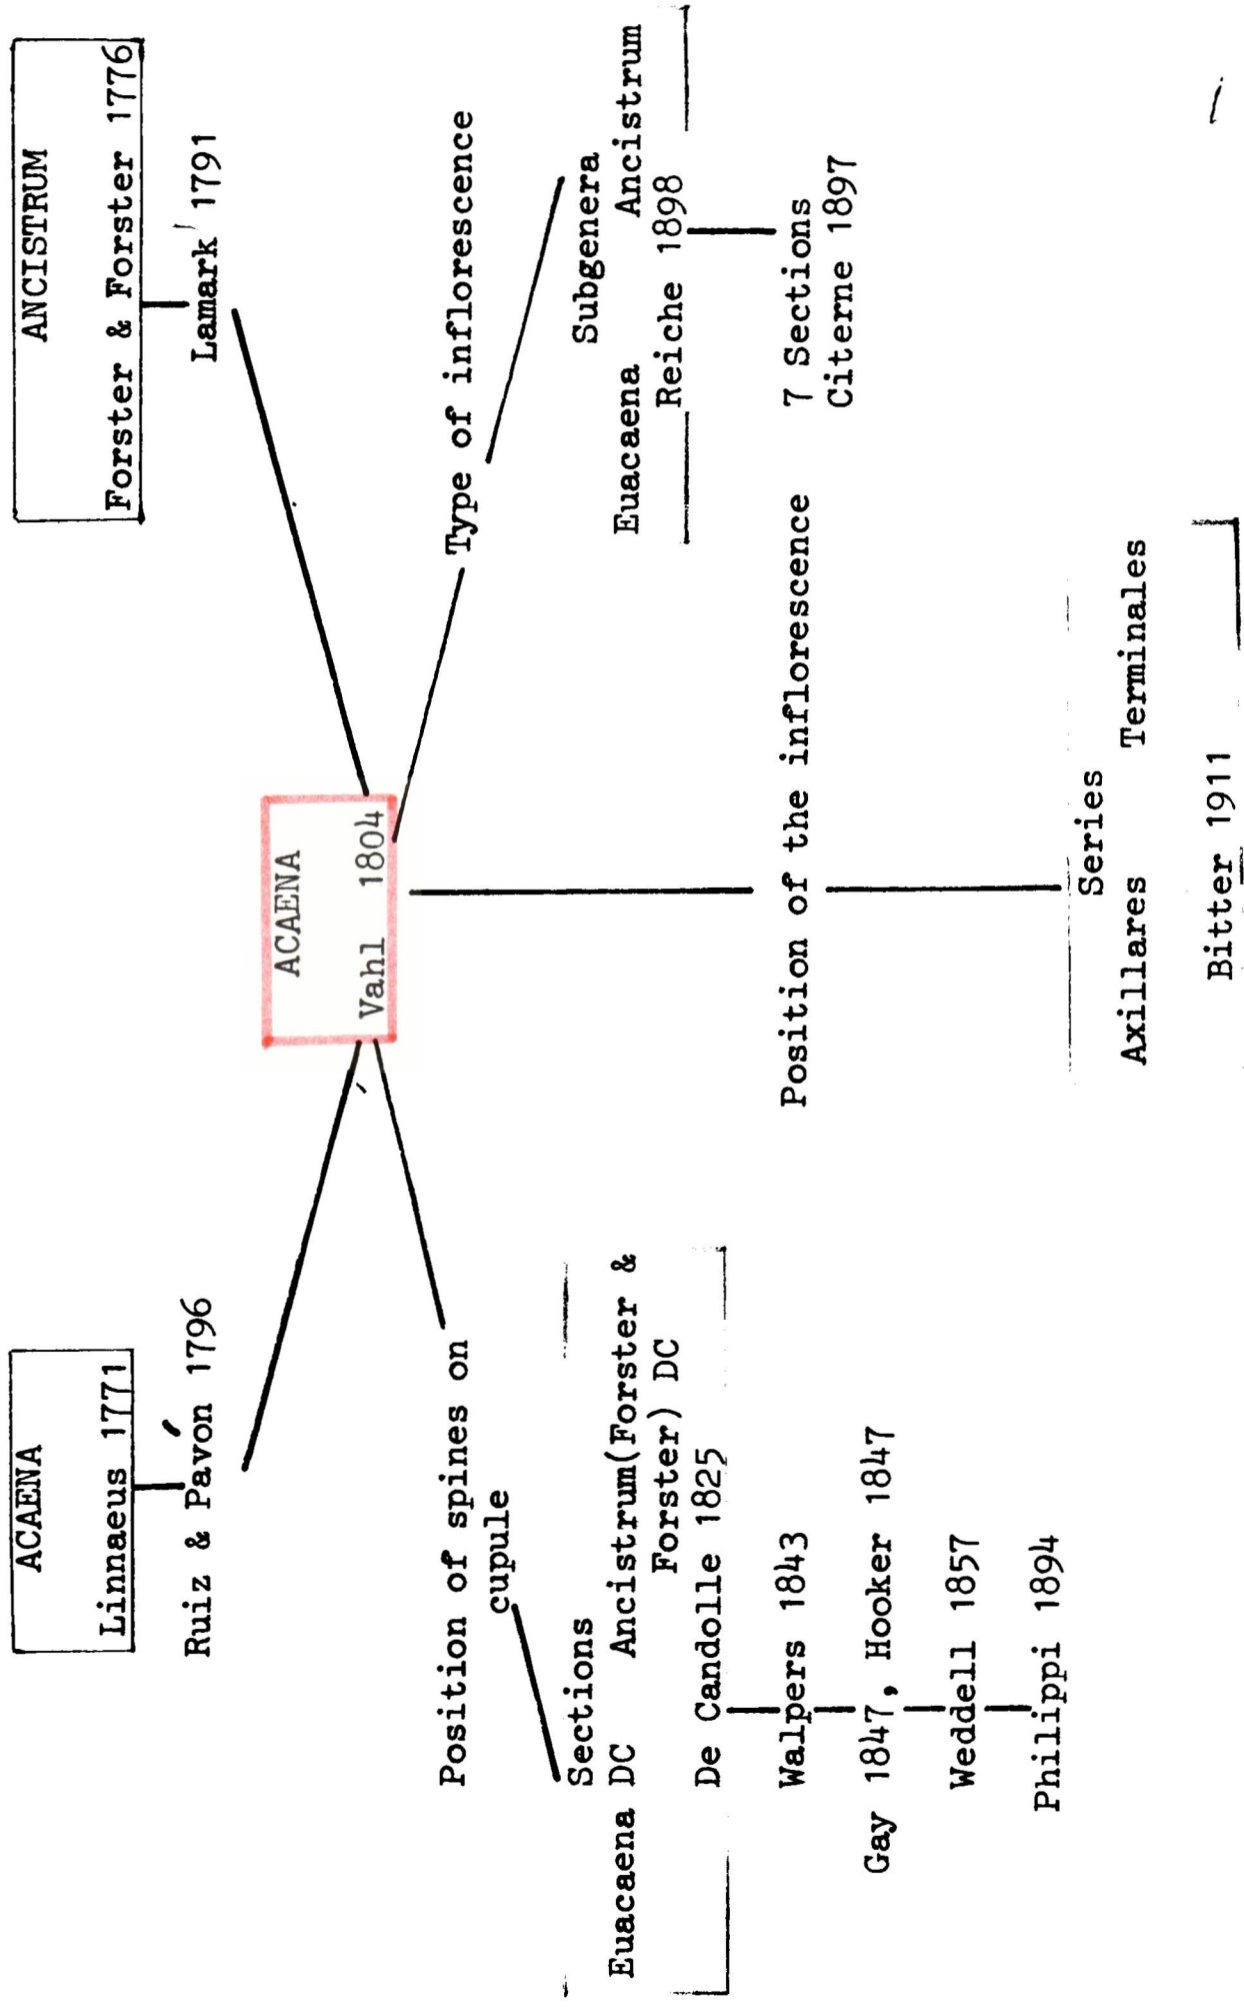 ACAENA
Linnaeus 1771
Ruiz & Pavón 1796
ANCISTRUM
Forster & Forster 1776
Lamark 1791
ACAENA
Vahl 1804
Position of spines on
cupule
Sections
Euacaena DC Ancistrum(Forster &
Forster) DC
De Candolle 1825
Walpers 1843
Gay 1847, Hooker 1847
Weddell 1857
Philippi 1894
Position of the inflorescence
Series
Axillares Terminales
Bitter 1911
Type of inflorescence
Subgenera
Euacaena Ancistrum
Reiche 1898
7 Sections
Citerne 1897